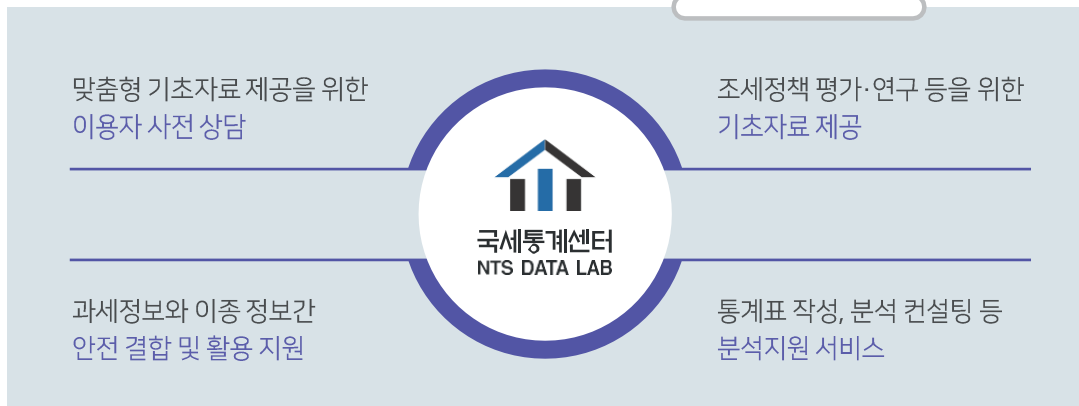 맞춤형 기초자료 제공을 위한
이용자 사전 상담
조세정책 평가·연구 등을 위한
기초자료 제공
국세통계센터
NTS DATA LAB
과세정보와 이종 정보간
안전 결합 및 활용 지원
통계표 작성, 분석 컨설팅 등
분석지원 서비스